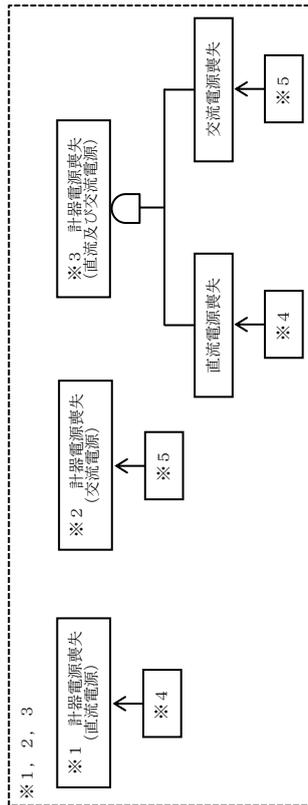 ※1，2，3
※1 計器電源喪失
(直流電源)
※4
※2 計器電源喪失
(交流電源)
※5
※3 計器電源喪失
(直流及び交流電源)
直流電源喪失
※4
交流電源喪失
※5